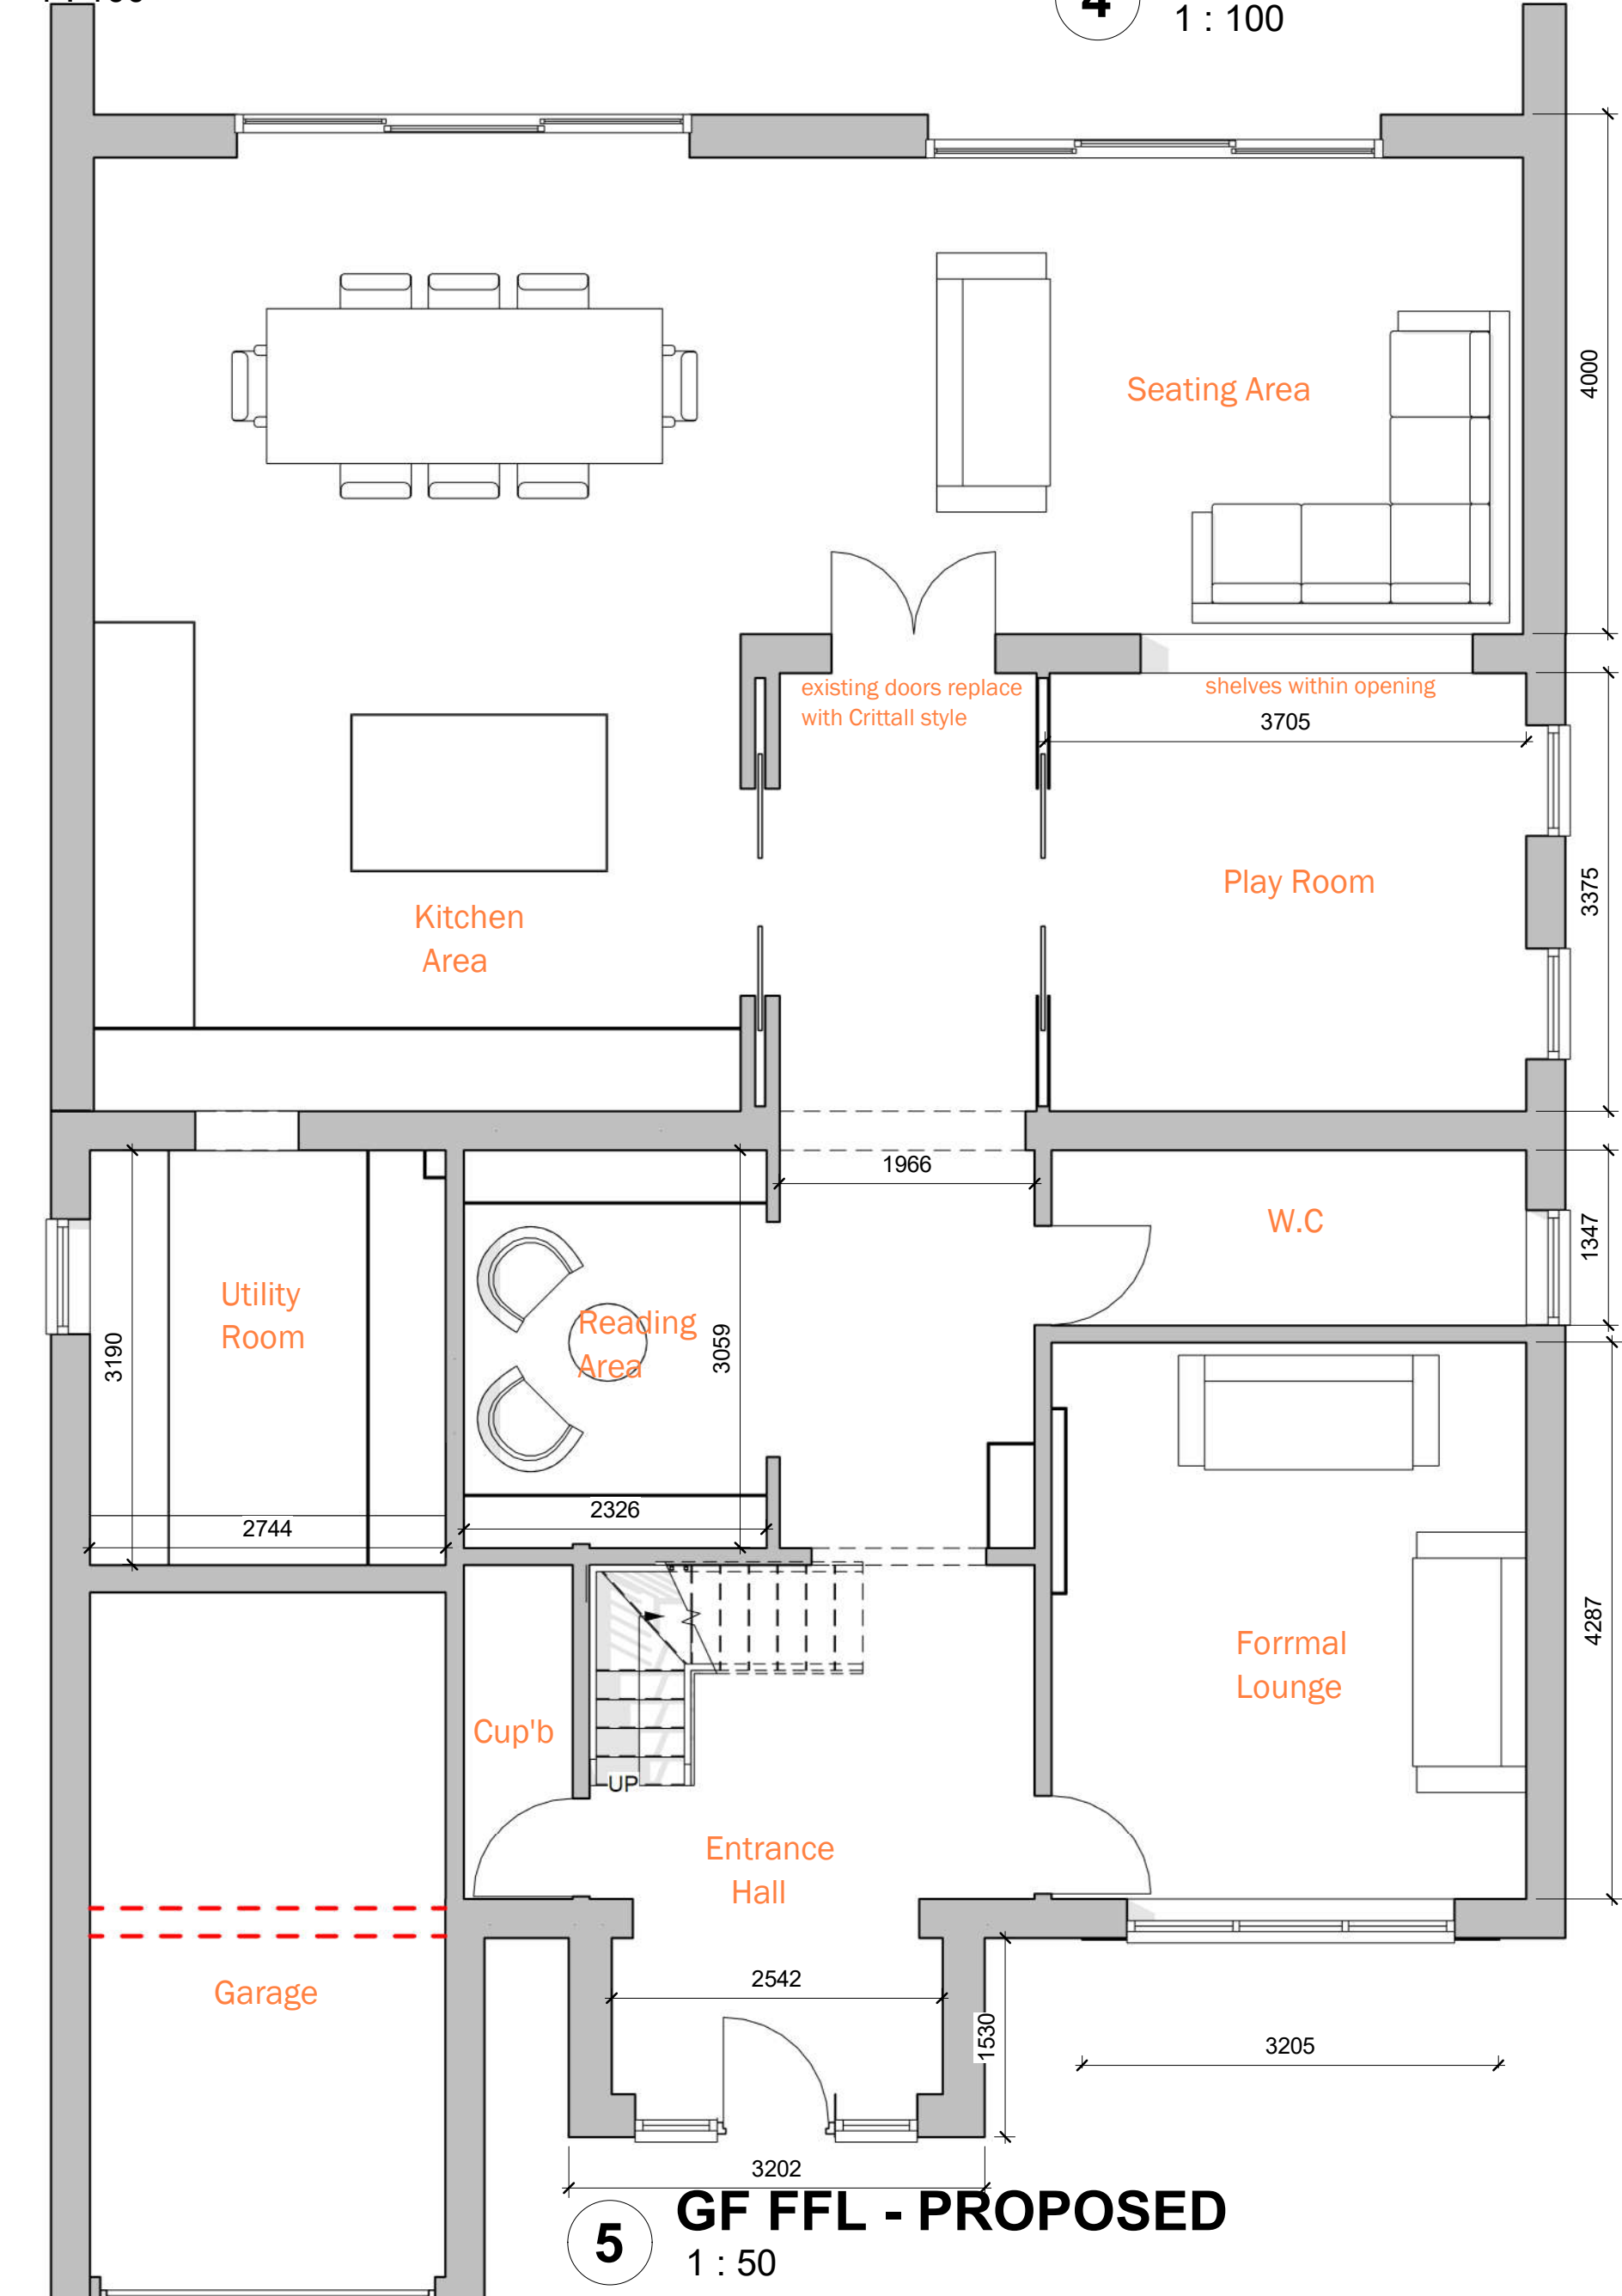 4
1 : 100
4000
Seating Area
existing doors replace
with Crittall style
shelves within opening
3705
Play Room
3375
Kitchen
Area
1966
W.C
1347
Utility
Room
Reading
Area
3190
3059
2744
2326
Forrmal
Lounge
4287
Cup'b
UP
Entrance
Hall
Garage
2542
1530
3205
3202
5
GF FFL - PROPOSED
1 : 50